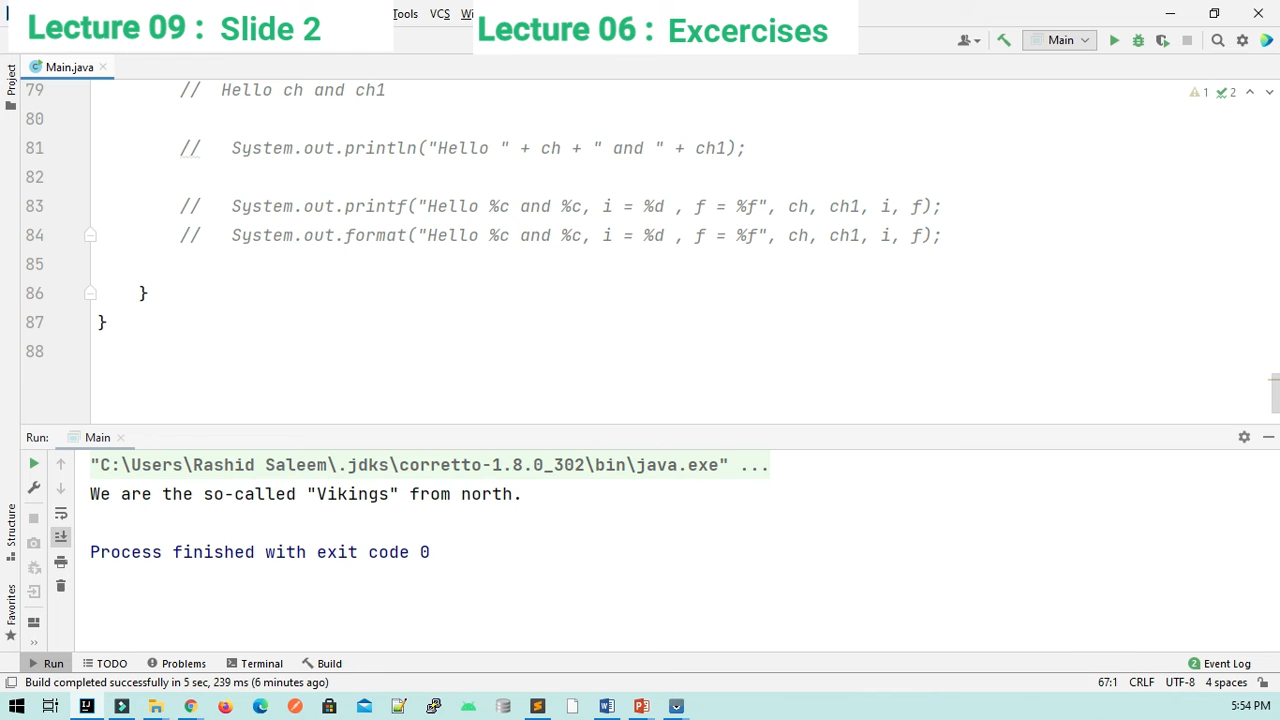 Lecture 09 : Slide 2
Lecture 06 : Excercises
Tools VCS
Main
Project
Main.java
79 // Hello ch and ch1
1 2
80
81 // System.out.println("Hello " + ch + " and " + ch1);
82
83 // System.out.printf("Hello %c and %c, i = %d , f = %f", ch, ch1, i, f);
84 // System.out.format("Hello %c and %c, i = %d , f = %f", ch, ch1, i, f);
85
86 }
87 }
88
Run: Main
"C:\Users\Rashid Saleem\.jdks\corretto-1.8.0_302\bin\java.exe" ...
We are the so-called "Vikings" from north.
Process finished with exit code 0
Structure
Favorites
Run TODO Problems Terminal Build 2 Event Log
Build completed successfully in 5 sec, 239 ms (6 minutes ago) 67:1 CRLF UTF-8 4 spaces
5:54 PM